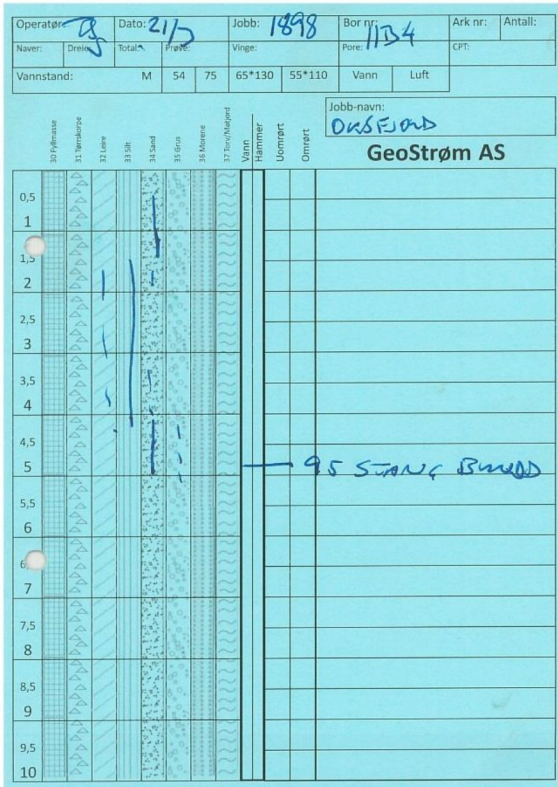 Operatør: Dato: 21/ Jobb: 1898 Bor nr: 11B4 Ark nr: Antall:
Naver: Dreie: Total: Prøve: Vinge: Pore: CPT:
Vannstand: M 54 75 65*130 55*110 Vann Luft
Jobb-navn:
OKSFJORD
GeoStrøm AS
30 Fyllmasse
31 Tørrskorpe
32 Leire
33 Silt
34 Sand
35 Grus
36 Morene
37 Torv/Matjord
Vann
Hammer
Uomrørt
Omrørt
0,5
1
1,5
2
2,5
3
3,5
4
4,5
5 95 STANG
5,5
6
6
7
7,5
8
8,5
9
9,5
10